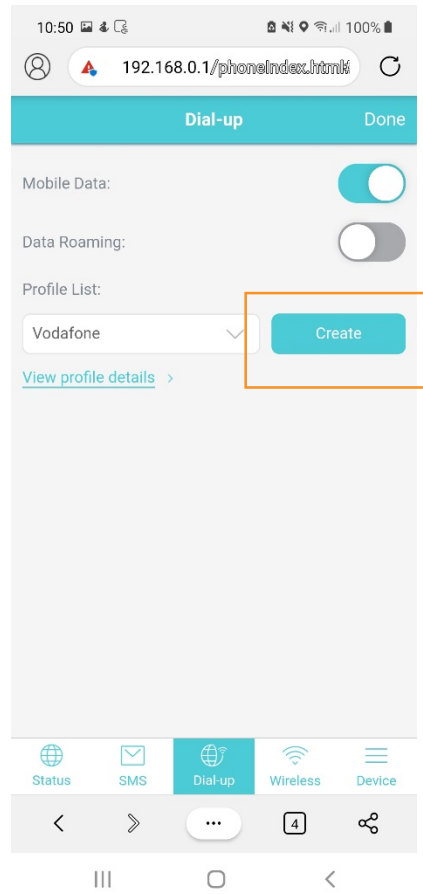 10:50 100%
192.168.0.1/phoneIndex.html#
Dial-up Done
Mobile Data:
Data Roaming:
Profile List:
Vodafone Create
View profile details >
Status SMS Dial-up Wireless Device
4